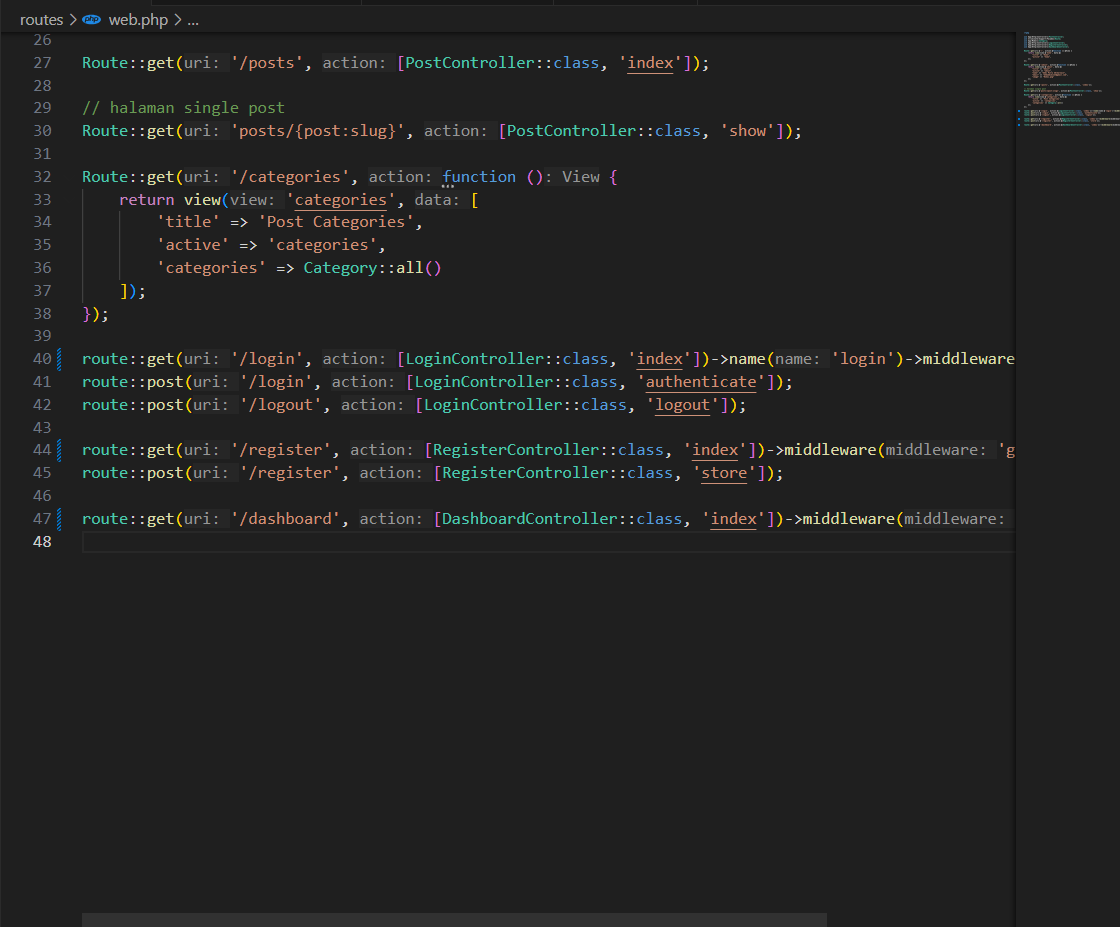 routes > php web.php > ...
26
27 Route::get(uri: '/posts', action: [PostController::class, 'index']);
28
29 // halaman single post
30 Route::get(uri: 'posts/{post:slug}', action: [PostController::class, 'show']);
31
32 Route::get(uri: '/categories', action: function (): View {
33     return view(view: 'categories', data: [
34         'title' => 'Post Categories',
35         'active' => 'categories',
36         'categories' => Category::all()
37     ]);
38 });
39
40 route::get(uri: '/login', action: [LoginController::class, 'index'])->name(name: 'login')->middleware
41 route::post(uri: '/login', action: [LoginController::class, 'authenticate']);
42 route::post(uri: '/logout', action: [LoginController::class, 'logout']);
43
44 route::get(uri: '/register', action: [RegisterController::class, 'index'])->middleware(middleware: 'g
45 route::post(uri: '/register', action: [RegisterController::class, 'store']);
46
47 route::get(uri: '/dashboard', action: [DashboardController::class, 'index'])->middleware(middleware:
48